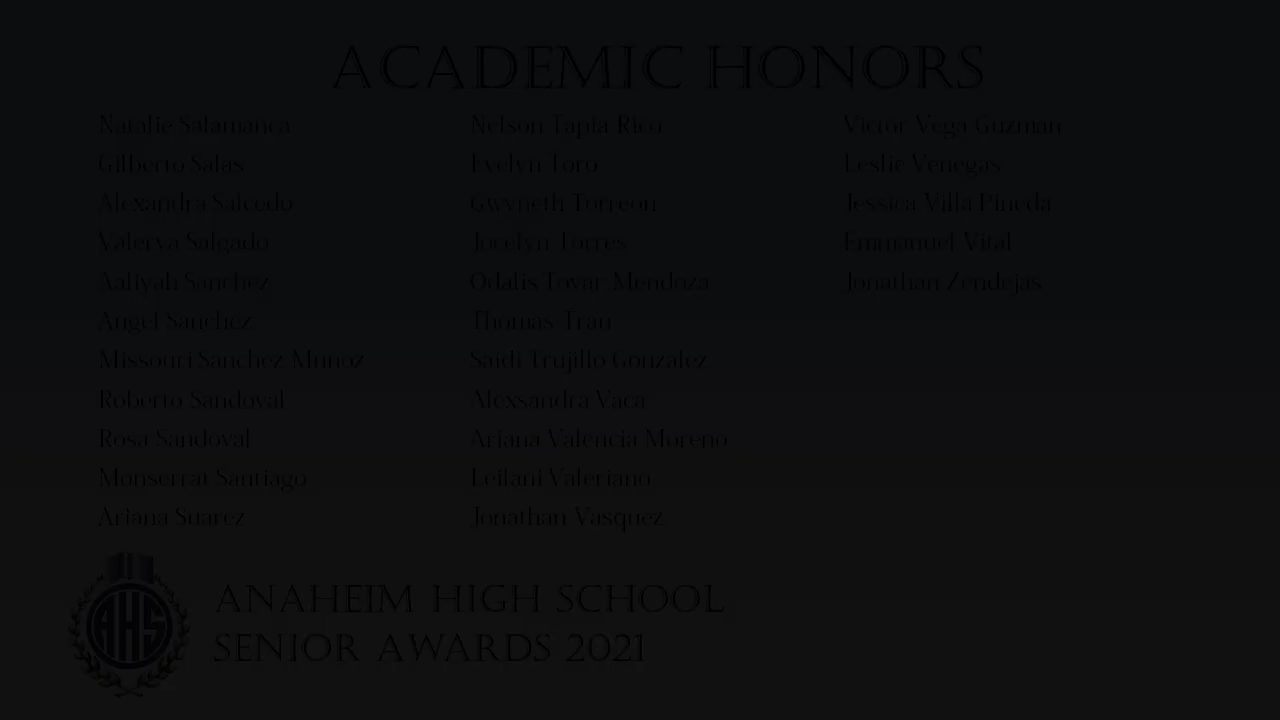 ACADEMIC HONORS
Natalie Salamanca
Gilberto Salas
Alexandra Salcedo
Valerya Salgado
Aaliyah Sanchez
Angel Sanchez
Missouri Sanchez Munoz
Roberto Sandoval
Rosa Sandoval
Monserrat Santiago
Ariana Suarez
Nelson Tapia Rico
Evelyn Toro
Gwyneth Torreon
Jocelyn Torres
Odalis Tovar Mendoza
Thomas Tran
Saidi Trujillo Gonzalez
Alexsandra Vaca
Ariana Valencia Moreno
Leilani Valeriano
Jonathan Vasquez
Victor Vega Guzman
Leslie Venegas
Jessica Villa Pineda
Emmanuel Vital
Jonathan Zendejas
AHS
ANAHEIM HIGH SCHOOL
SENIOR AWARDS 2021